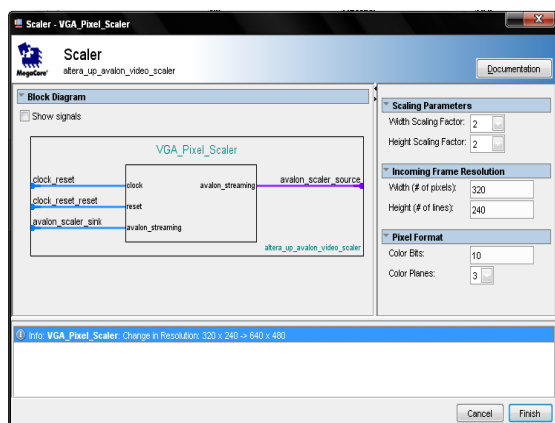 Scaler - VGA_Pixel_Scaler
Scaler
altera_up_avalon_video_scaler
MegaCore'
Documentation
Block Diagram
Show signals
VGA_Pixel_Scaler
clock_reset
clock
avalon_streaming
avalon_scaler_source
clock_reset_reset
reset
avalon_scaler_sink
avalon_streaming
altera_up_avalon_video_scaler
Scaling Parameters
Width Scaling Factor: 2
Height Scaling Factor: 2
Incoming Frame Resolution
Width (# of pixels): 320
Height (# of lines): 240
Pixel Format
Color Bits: 10
Color Planes: 3
Info: VGA_Pixel_Scaler: Change in Resolution: 320 x 240 -> 640 x 480
Cancel
Finish